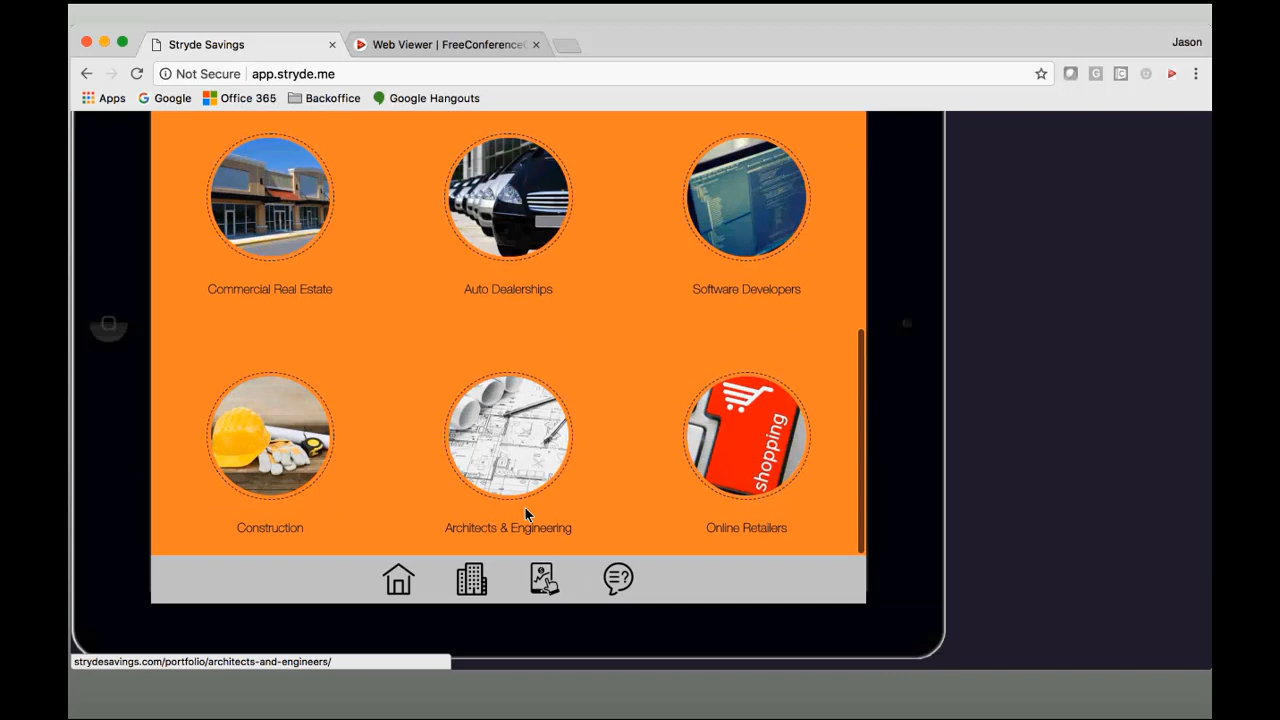 Stryde Savings
Web Viewer | FreeConference
Jason
Not Secure
app.stryde.me
Apps
Google
Office 365
Backoffice
Google Hangouts
Commercial Real Estate
Auto Dealerships
Software Developers
shopping
Construction
Architects & Engineering
Online Retailers
strydesavings.com/portfolio/architects-and-engineers/